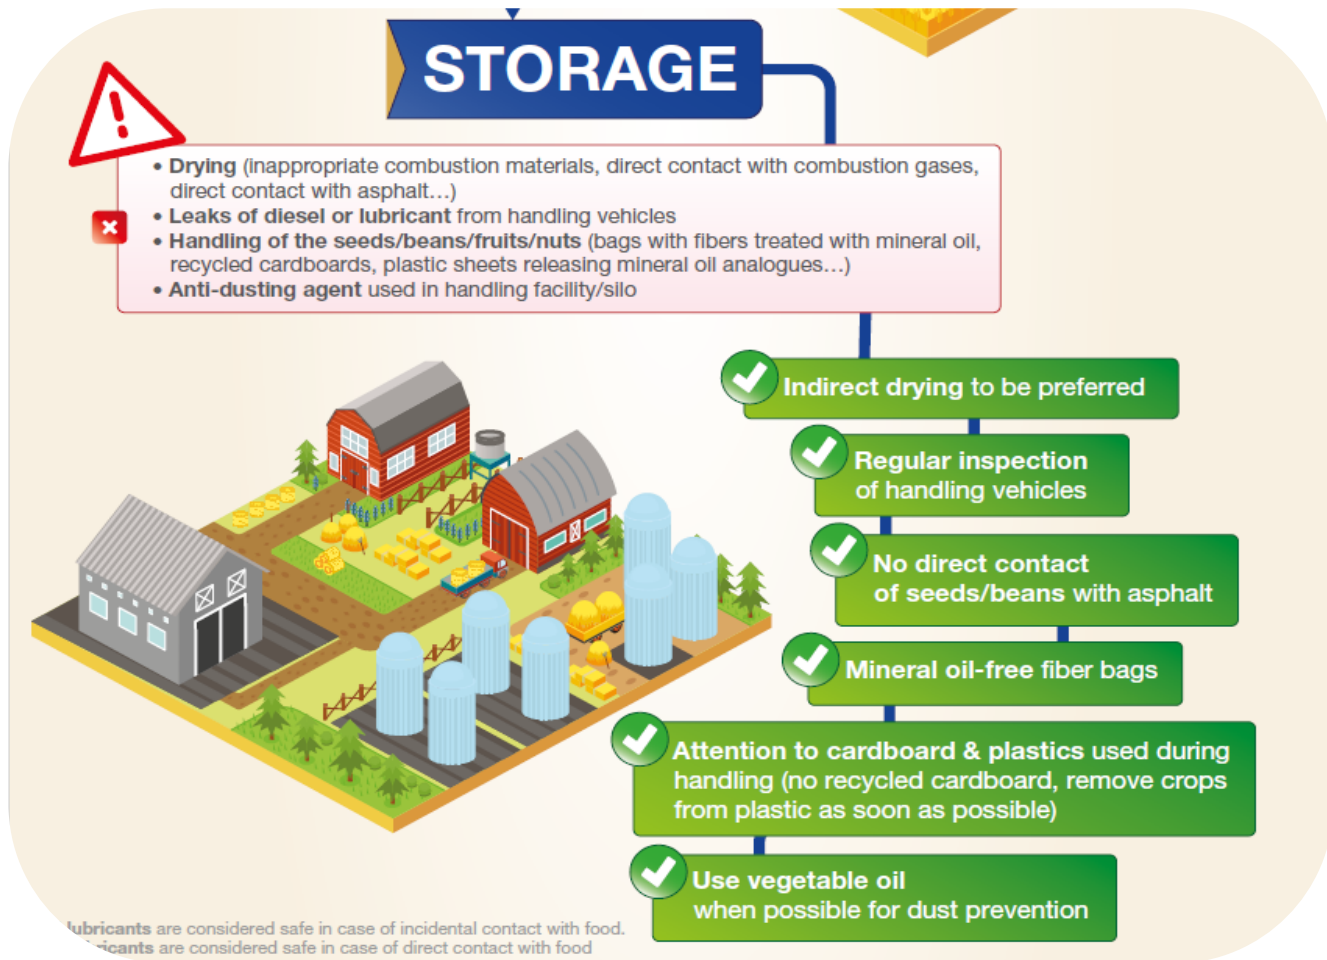 STORAGE
• Drying (inappropriate combustion materials, direct contact with combustion gases,
direct contact with asphalt...)
• Leaks of diesel or lubricant from handling vehicles
• Handling of the seeds/beans/fruits/nuts (bags with fibers treated with mineral oil,
recycled cardboards, plastic sheets releasing mineral oil analogues...)
• Anti-dusting agent used in handling facility/silo
Indirect drying to be preferred
Regular inspection
of handling vehicles
No direct contact
of seeds/beans with asphalt
Mineral oil-free fiber bags
Attention to cardboard & plastics used during
handling (no recycled cardboard, remove crops
from plastic as soon as possible)
Use vegetable oil
when possible for dust prevention
lubricants are considered safe in case of incidental contact with food.
are considered safe in case of direct contact with food